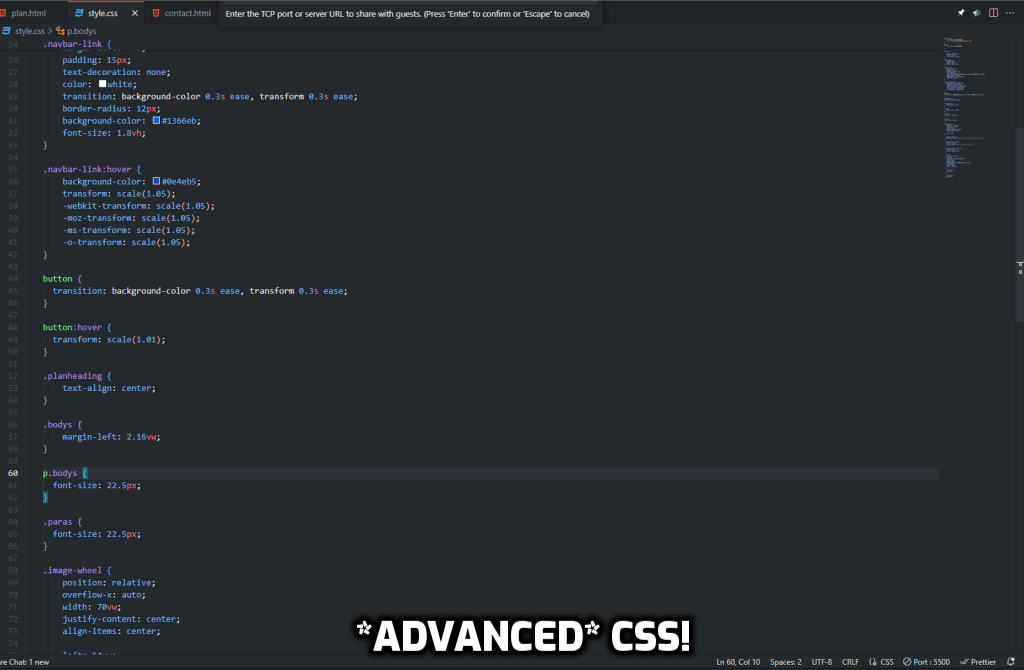 plan.html
style.css
contact.html
Enter the TCP port or server URL to share with guests. (Press 'Enter' to confirm or 'Escape' to cancel)
style.css > p.bodys
24 .navbar-link {
26 padding: 15px;
27 text-decoration: none;
28 color: white;
29 transition: background-color 0.3s ease, transform 0.3s ease;
30 border-radius: 12px;
31 background-color: #1366eb;
32 font-size: 1.8vh;
33 }
34
35 .navbar-link:hover {
36 background-color: #0e4eb5;
37 transform: scale(1.05);
38 -webkit-transform: scale(1.05);
39 -moz-transform: scale(1.05);
40 -ms-transform: scale(1.05);
41 -o-transform: scale(1.05);
42 }
43
44 button {
45 transition: background-color 0.3s ease, transform 0.3s ease;
46 }
47
48 button:hover {
49 transform: scale(1.01);
50 }
51
52 .planheading {
53 text-align: center;
54 }
55
56 .bodys {
57 margin-left: 2.16vw;
58 }
59
60 p.bodys {
61 font-size: 22.5px;
62 }
63
64 .paras {
65 font-size: 22.5px;
66 }
67
68 .image-wheel {
69 position: relative;
70 overflow-x: auto;
71 width: 70vw;
72 justify-content: center;
73 align-items: center;
74
*ADVANCED* CSS!
re Chat: 1 new
Ln 60, Col 10
Spaces: 2
UTF-8
CRLF
CSS
Port : 5500
Prettier